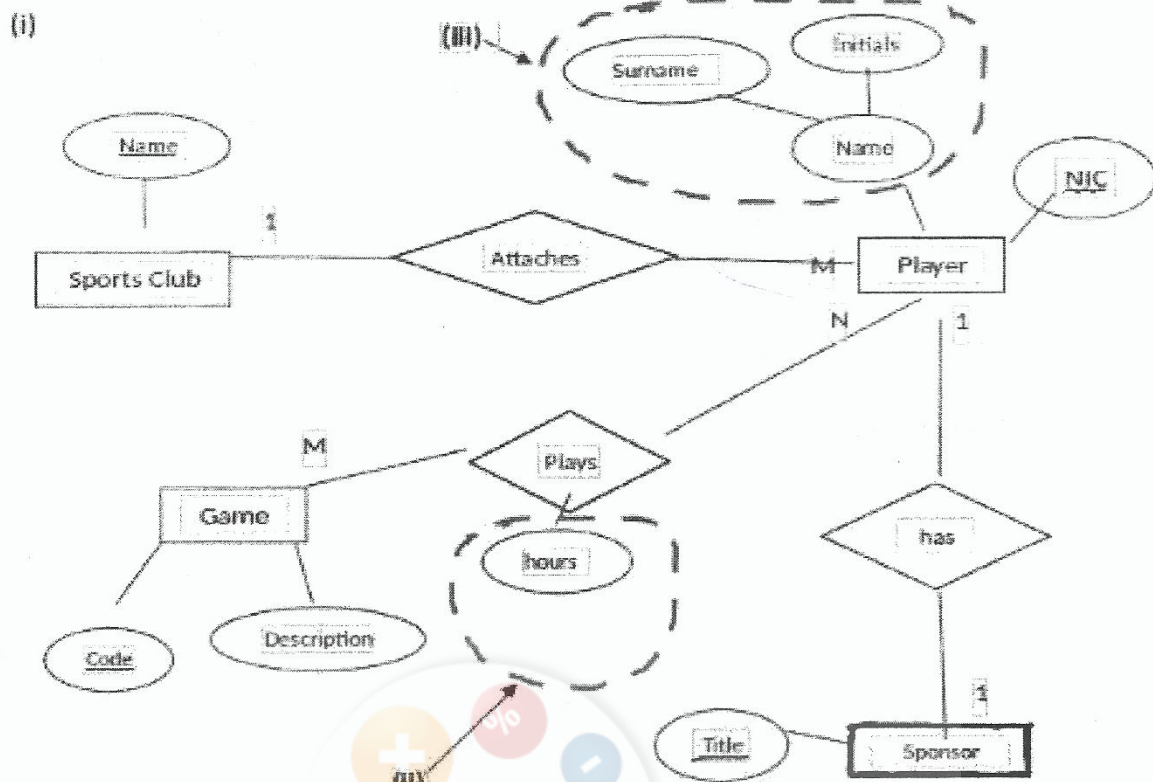 (i)
(iii)
Initials
Surname
Name
Name
NIC
1
Attaches
Sports Club
M
Player
N
1
M
Plays
Game
has
hours
Code
Description
1
Title
Sponsor
(ii)
%